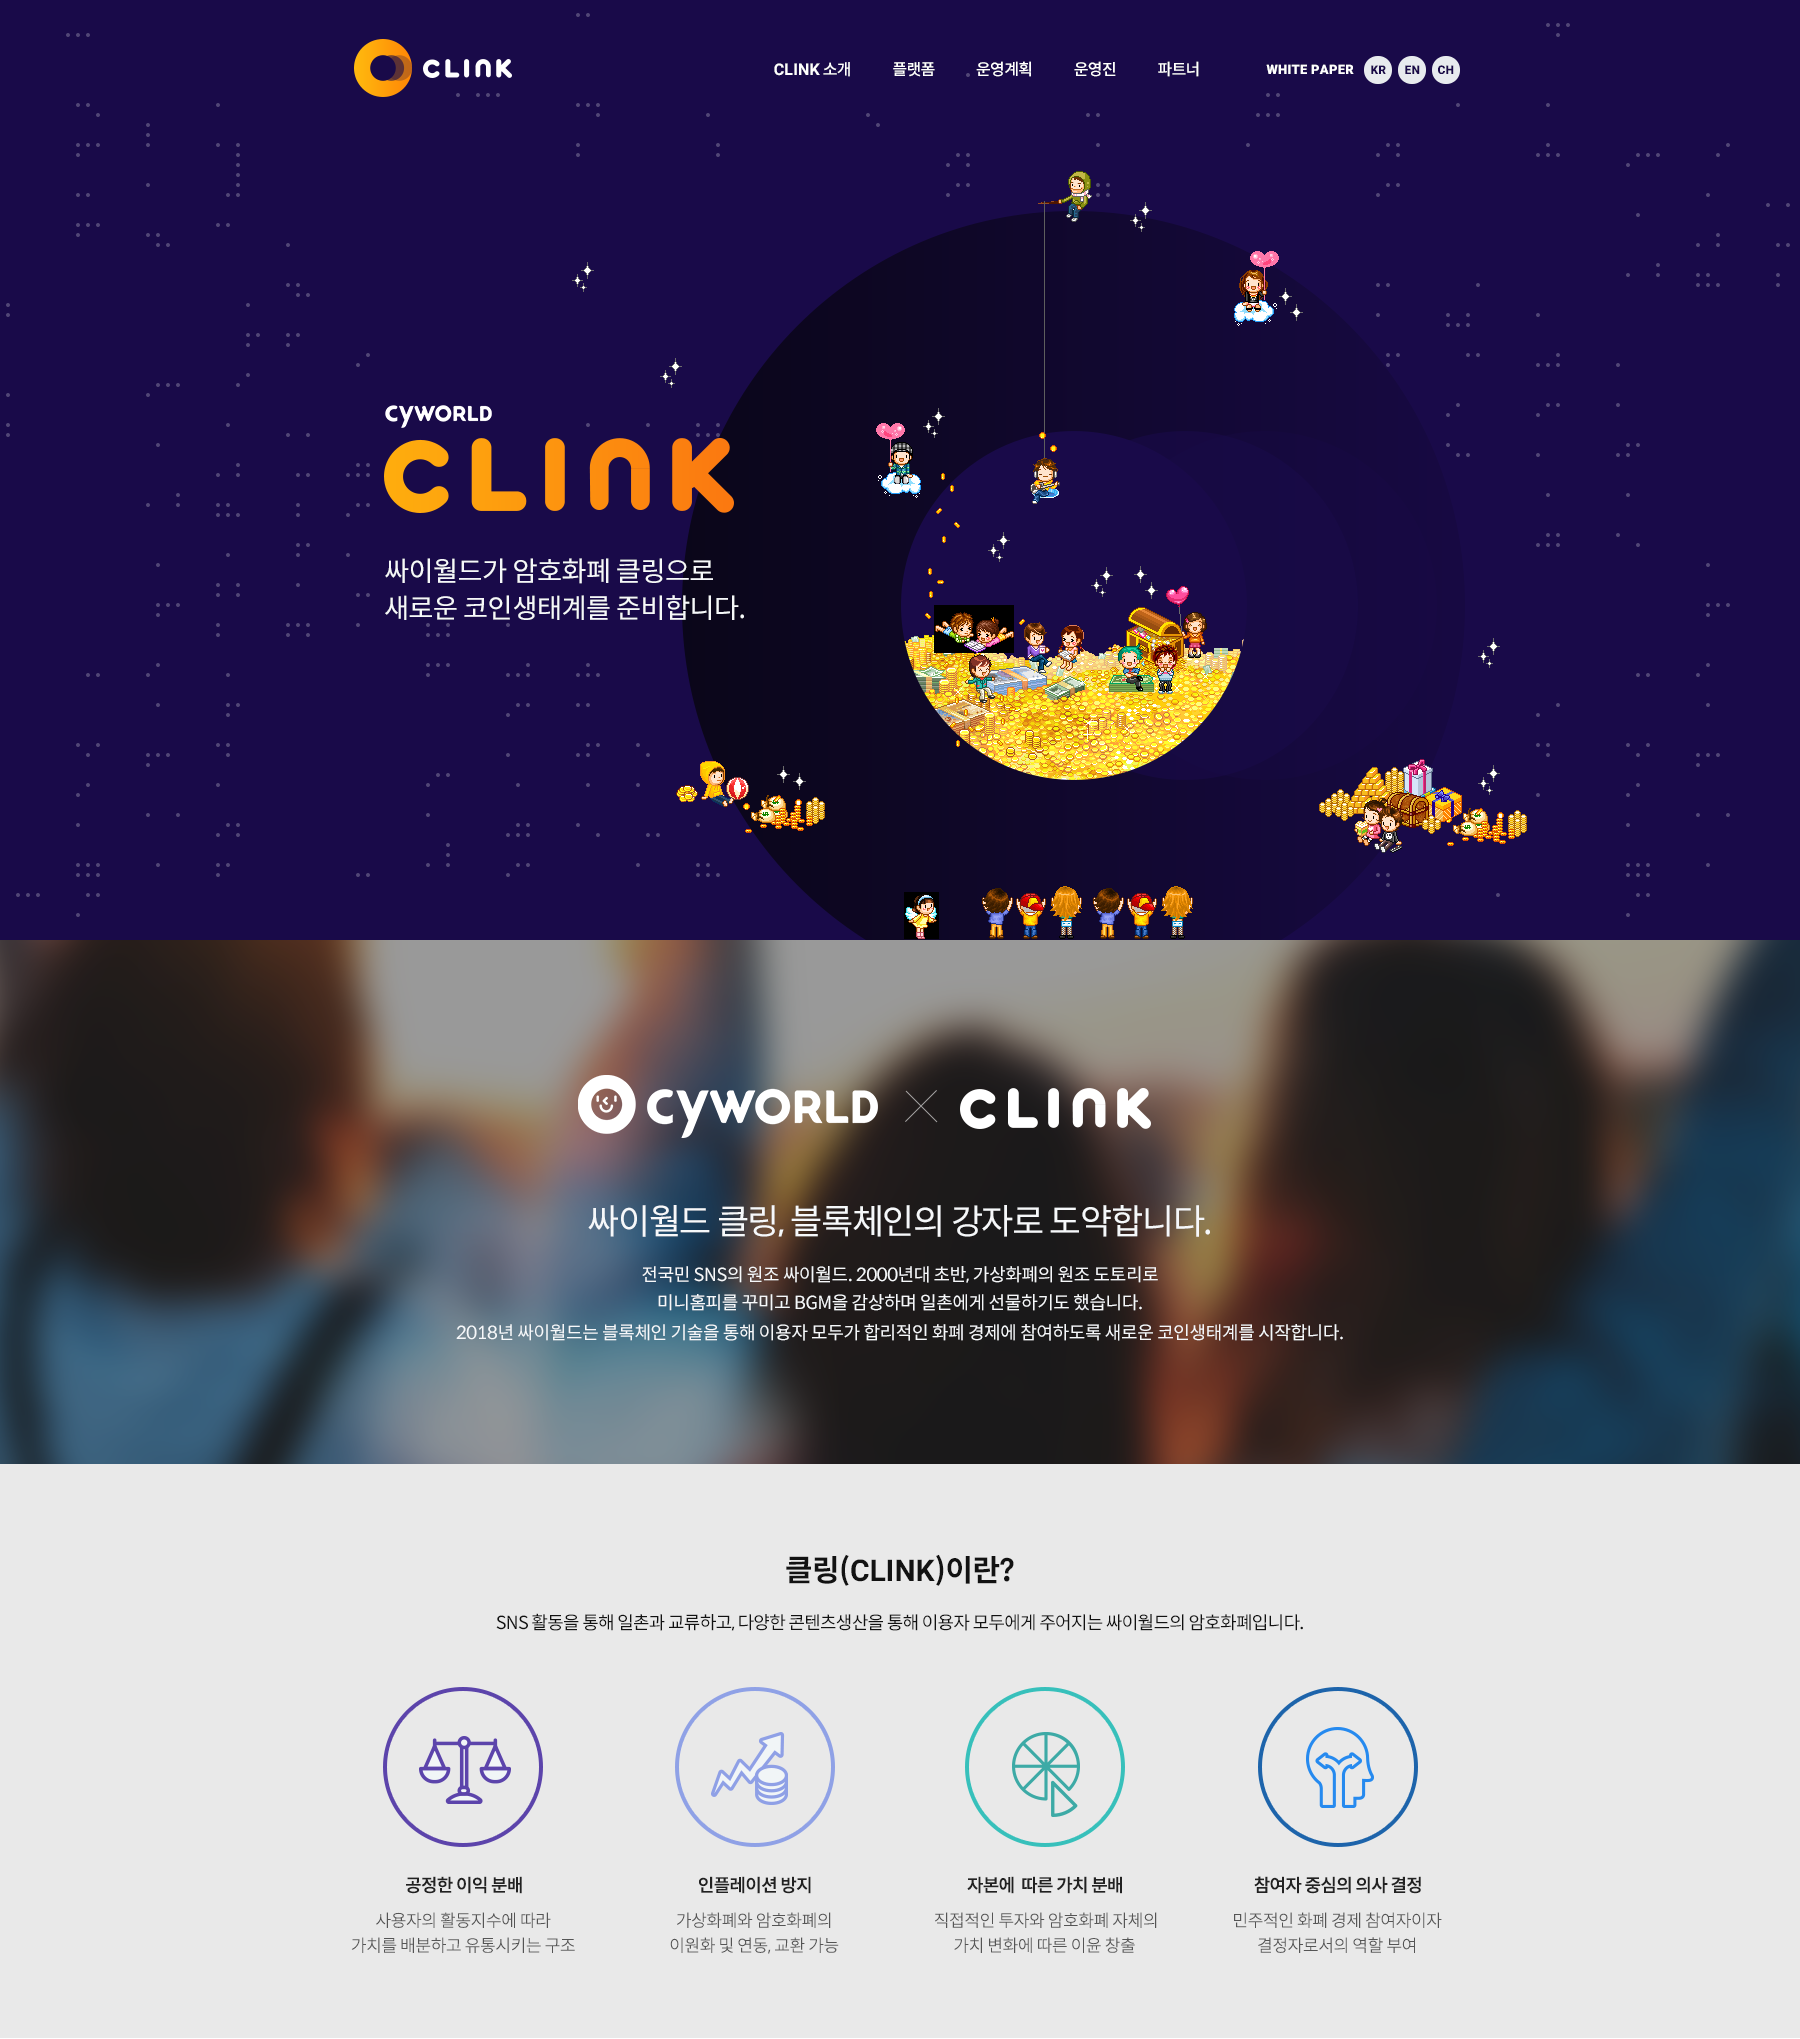 CLINK
CLINK 소개
플랫폼
운영계획
운영진
파트너
WHITE PAPER
KR
EN
CH
CYWORLD
CLINK
싸이월드가 암호화폐 클링으로
새로운 코인생태계를 준비합니다.
CYWORLD × CLINK
싸이월드 클링, 블록체인의 강자로 도약합니다.
전국민 SNS의 원조 싸이월드. 2000년대 초반, 가상화폐의 원조 도토리로
미니홈피를 꾸미고 BGM을 감상하며 일촌에게 선물하기도 했습니다.
2018년 싸이월드는 블록체인 기술을 통해 이용자 모두가 합리적인 화폐 경제에 참여하도록 새로운 코인생태계를 시작합니다.
클링(CLINK)이란?
SNS 활동을 통해 일촌과 교류하고, 다양한 콘텐츠생산을 통해 이용자 모두에게 주어지는 싸이월드의 암호화폐입니다.
공정한 이익 분배
사용자의 활동지수에 따라
가치를 배분하고 유통시키는 구조
인플레이션 방지
가상화폐와 암호화폐의
이원화 및 연동, 교환 가능
자본에 따른 가치 분배
직접적인 투자와 암호화폐 자체의
가치 변화에 따른 이윤 창출
참여자 중심의 의사 결정
민주적인 화폐 경제 참여자이자
결정자로서의 역할 부여